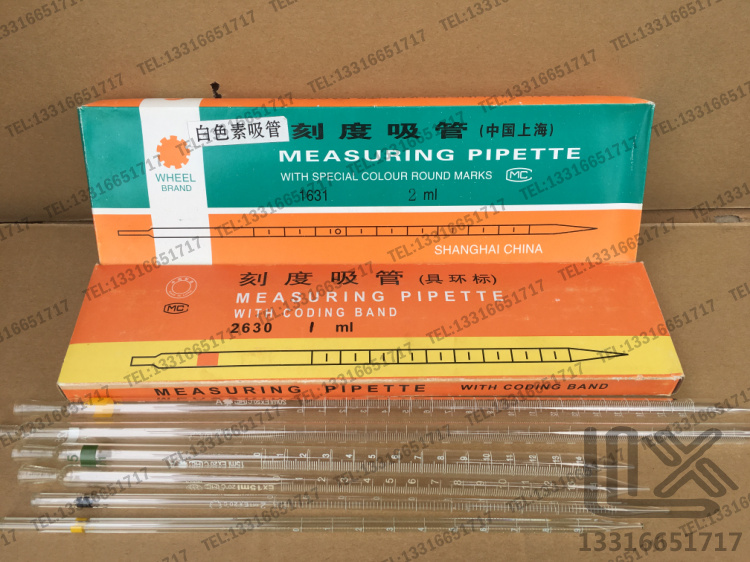 TEL:13316651717
白色素吸管
刻度吸管(中国上海)
MEASURING PIPETTE
WITH SPECIAL COLOUR ROUND MARKS MC
WHEEL
BRAND
1631 2 ml
SHANGHAI CHINA
刻度吸管(具环标)
MEASURING PIPETTE
WITH CODING BAND
MC
2630 1 ml
MEASURING PIPETTE WITH CODING BAND
13316651717